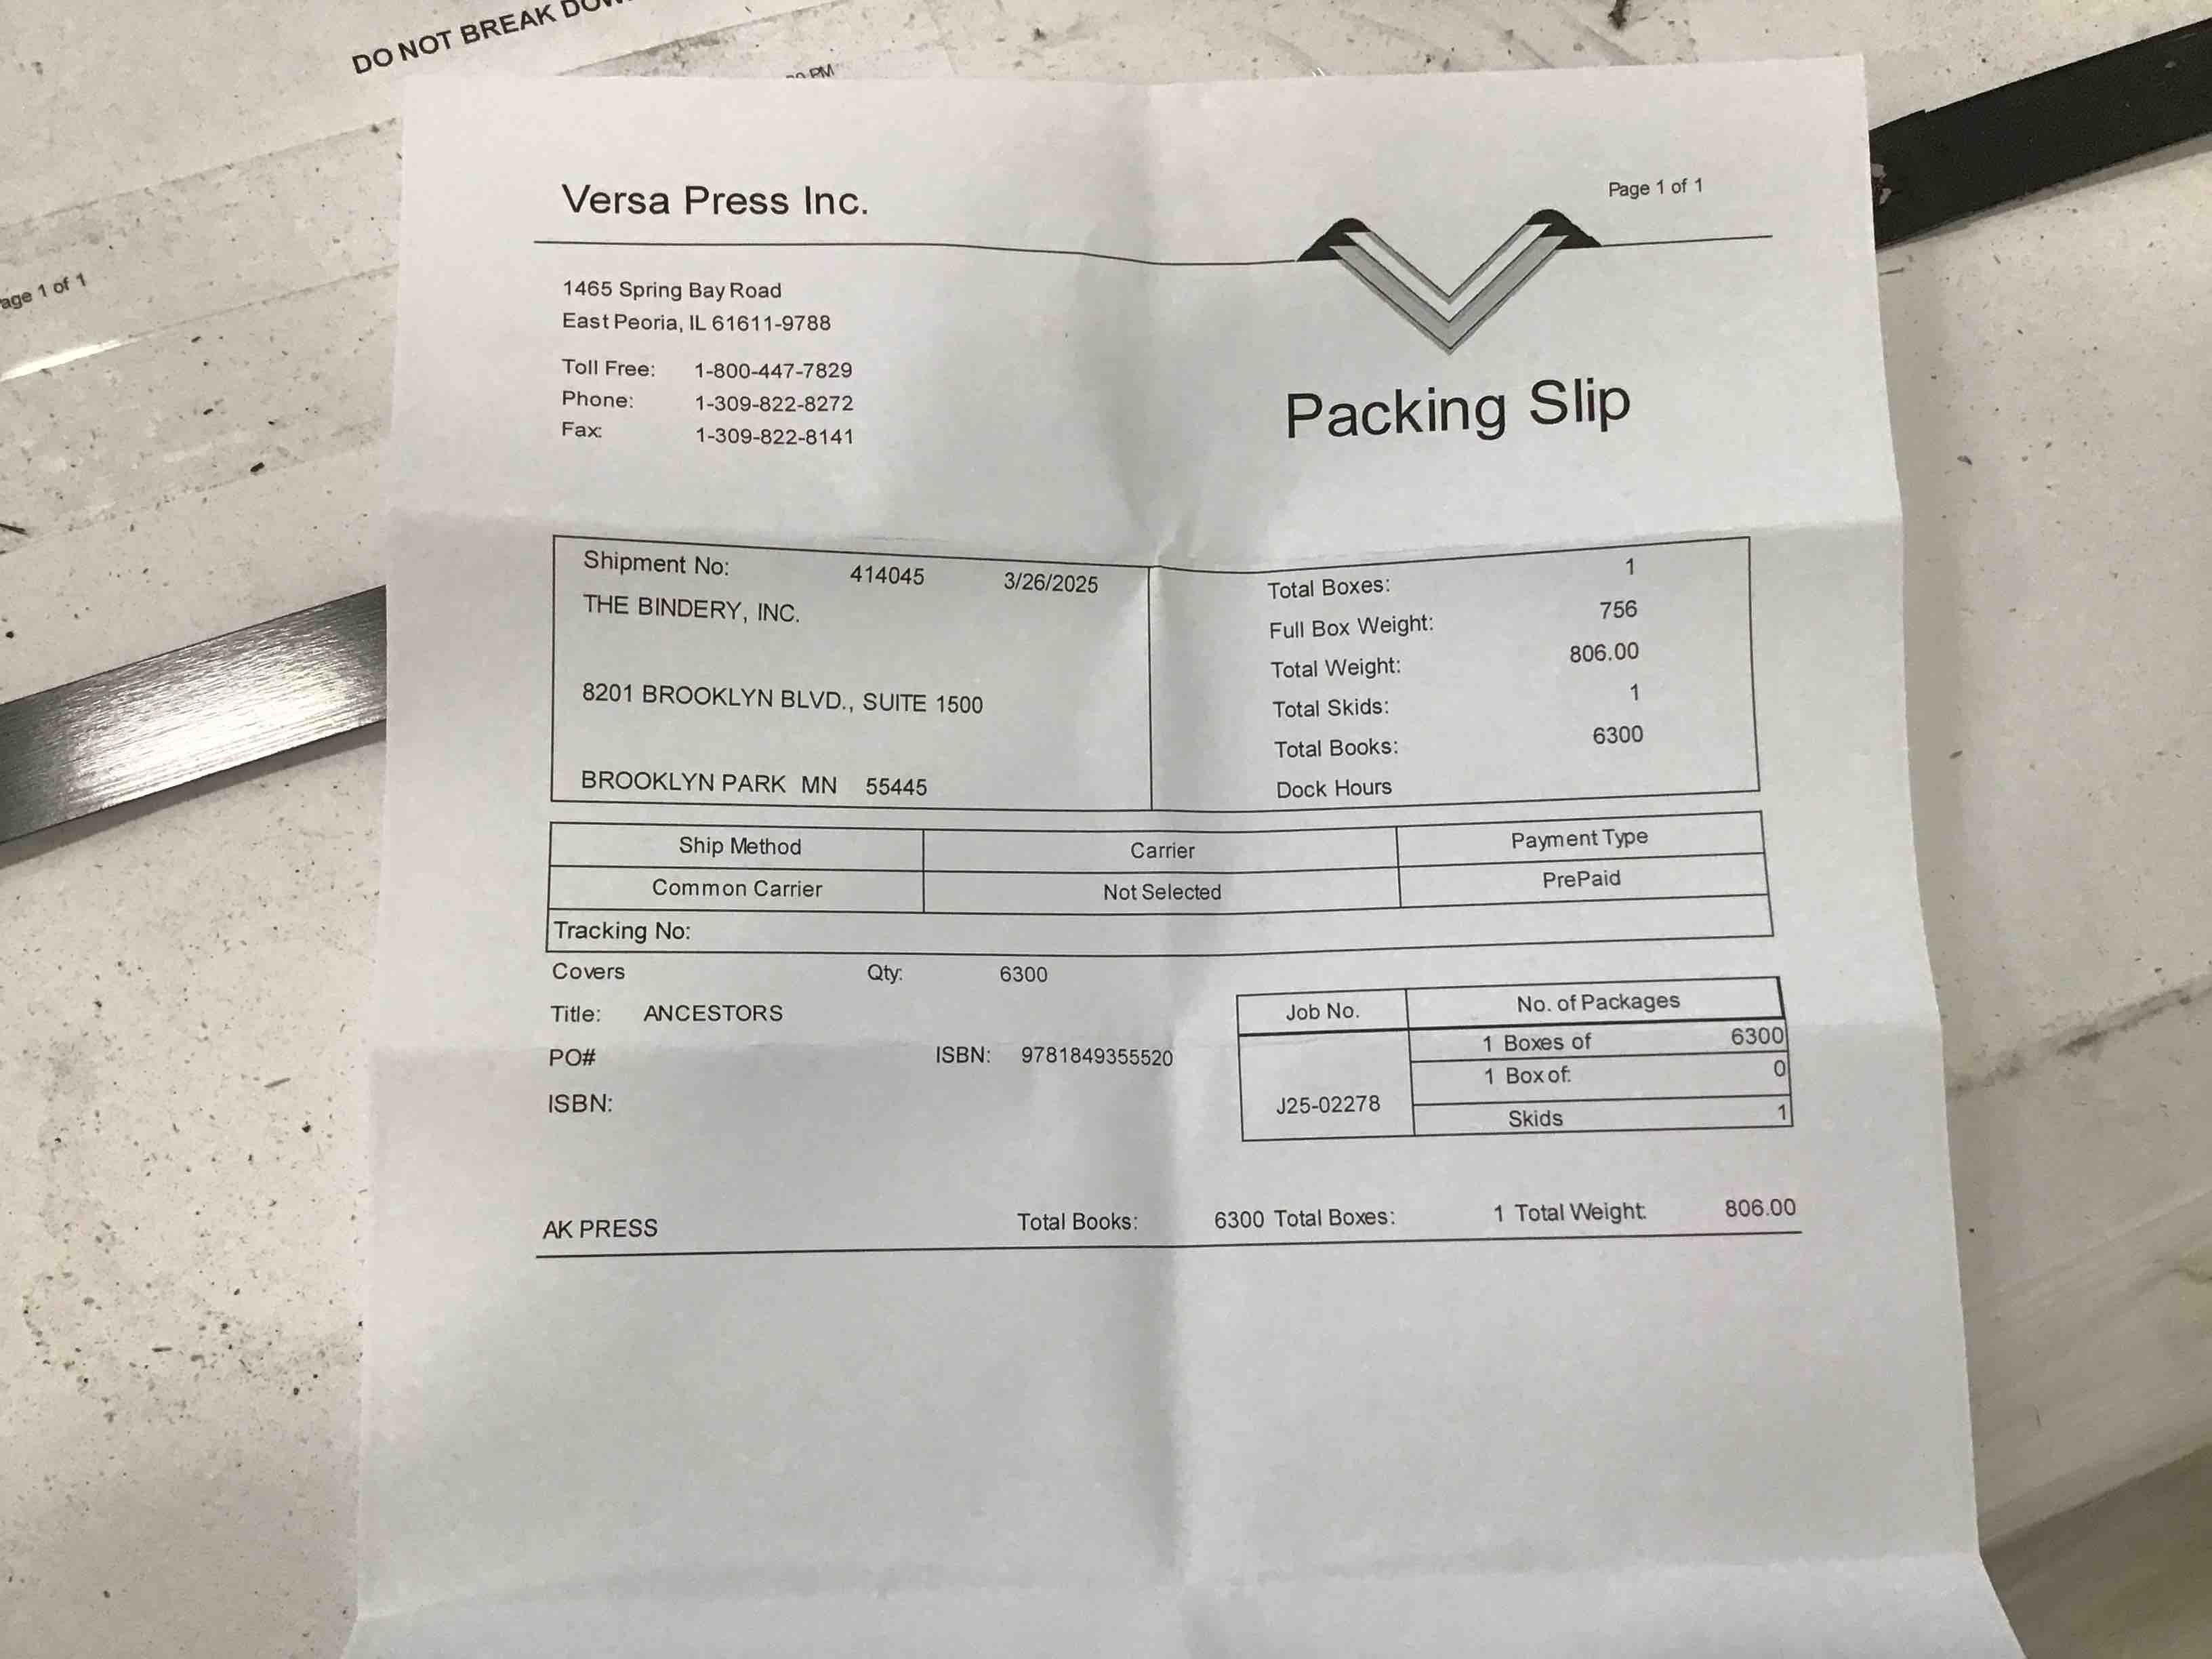 DO NOT BREAK
PM
age 1 of 1
Versa Press Inc.
Page 1 of 1
1465 Spring Bay Road
East Peoria, IL 61611-9788
Toll Free: 1-800-447-7829
Phone: 1-309-822-8272
Fax: 1-309-822-8141
Packing Slip
Shipment No: 414045 3/26/2025
THE BINDERY, INC.
8201 BROOKLYN BLVD., SUITE 1500
BROOKLYN PARK MN 55445
Total Boxes: 1
Full Box Weight: 756
Total Weight: 806.00
Total Skids: 1
Total Books: 6300
Dock Hours
Ship Method Carrier Payment Type
Common Carrier Not Selected PrePaid
Tracking No:
Covers Qty: 6300
Title: ANCESTORS
PO# ISBN: 9781849355520
ISBN:
Job No. No. of Packages
1 Boxes of 6300
1 Box of: 0
J25-02278
Skids 1
AK PRESS Total Books: 6300 Total Boxes: 1 Total Weight: 806.00